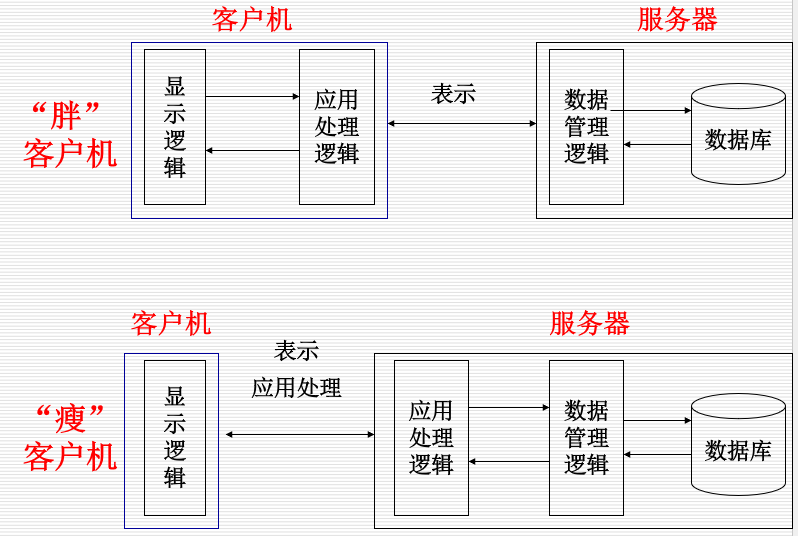 客户机
服务器
“胖”
客户机
显
示
逻
辑
应用
处理
逻辑
表示
数据
管理
逻辑
数据库
客户机
服务器
“瘦”
客户机
显
示
逻
辑
表示
应用处理
应用
处理
逻辑
数据
管理
逻辑
数据库